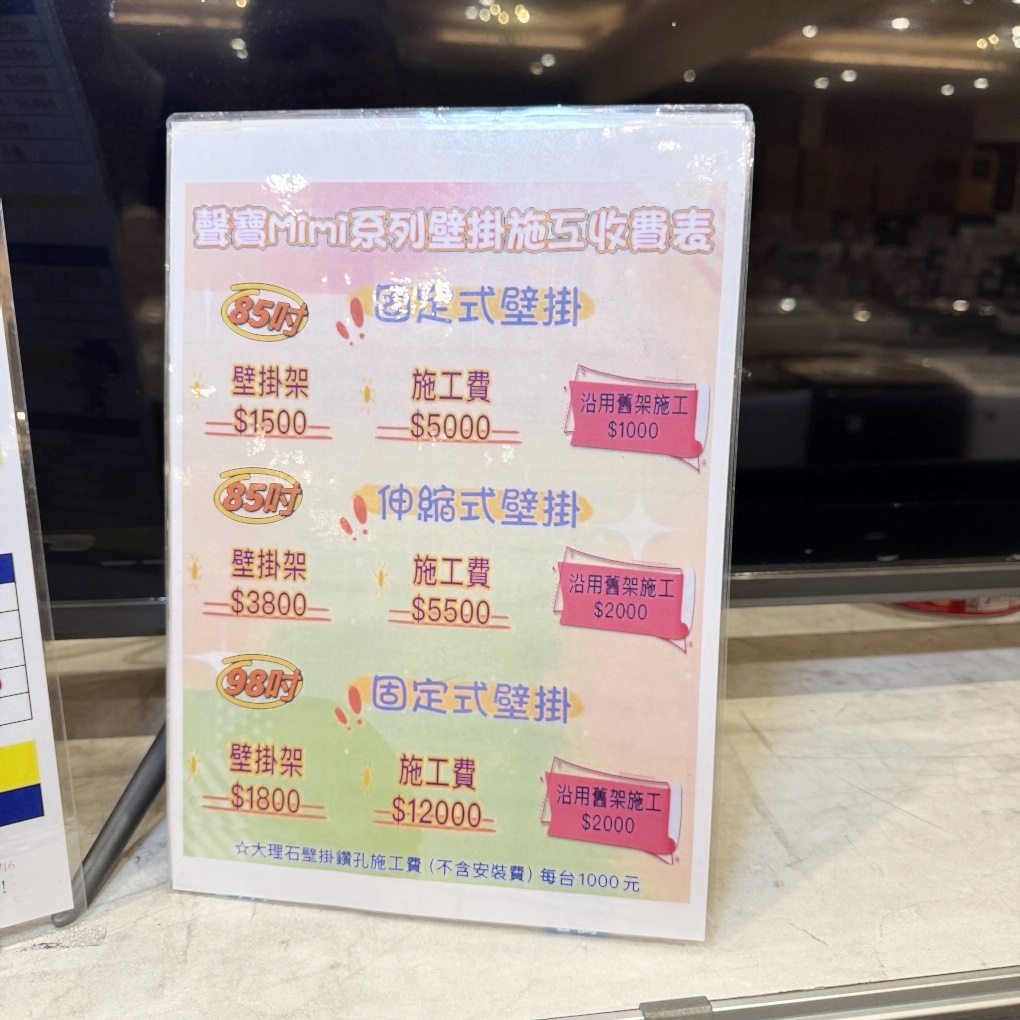 聲寶Mimi系列壁掛施工收費表
85吋 固定式壁掛
壁掛架 施工費 沿用舊架施工
$1500 $5000 $1000
85吋 伸縮式壁掛
壁掛架 施工費 沿用舊架施工
$3800 $5500 $2000
98吋 固定式壁掛
壁掛架 施工費 沿用舊架施工
$1800 $12000 $2000
☆大理石壁掛鑽孔施工費 (不含安裝費) 每台1000元